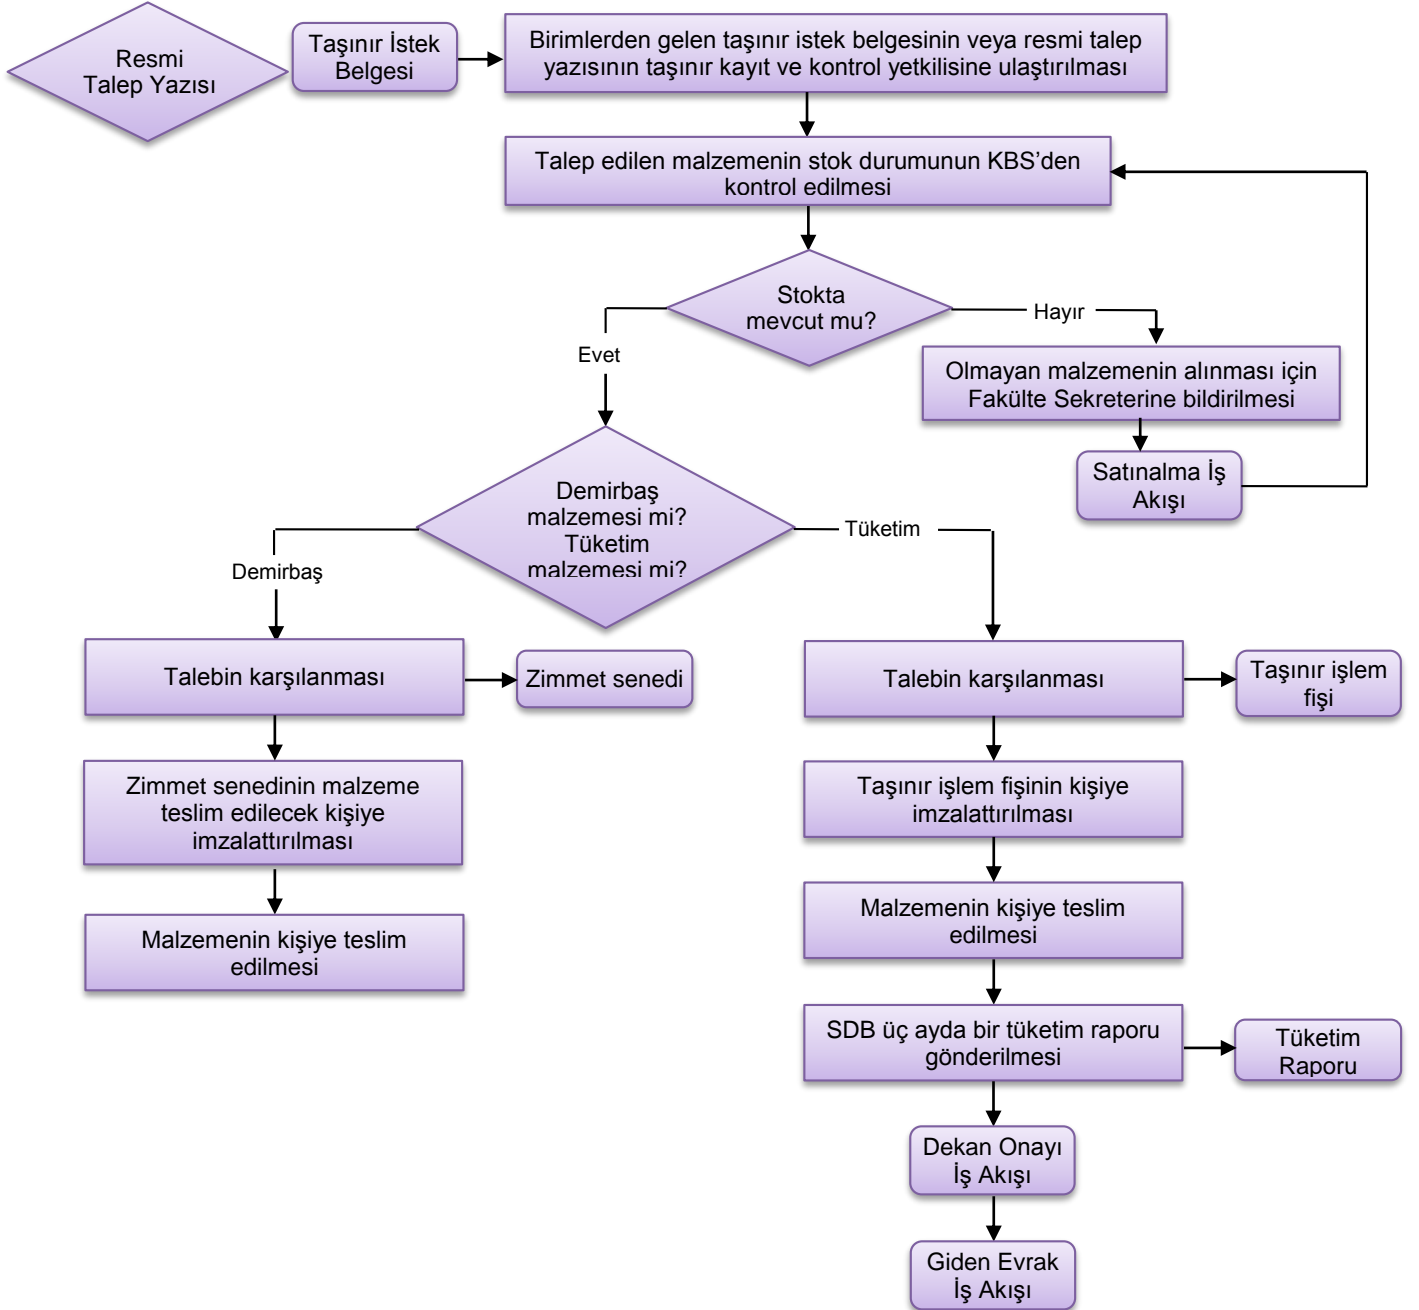 Resmi
Talep Yazısı
Taşınır İstek
Belgesi
Birimlerden gelen taşınır istek belgesinin veya resmi talep
yazısının taşınır kayıt ve kontrol yetkilisine ulaştırılması
Talep edilen malzemenin stok durumunun KBS’den
kontrol edilmesi
Stokta
mevcut mu?
Hayır
Evet
Olmayan malzemenin alınması için
Fakülte Sekreterine bildirilmesi
Satınalma İş
Akışı
Demirbaş
malzemesi mi?
Tüketim
malzemesi mi?
Tüketim
Demirbaş
Talebin karşılanması
Zimmet senedi
Talebin karşılanması
Taşınır işlem
fişi
Zimmet senedinin malzeme
teslim edilecek kişiye
imzalattırılması
Taşınır işlem fişinin kişiye
imzalattırılması
Malzemenin kişiye teslim
edilmesi
Malzemenin kişiye teslim
edilmesi
SDB üç ayda bir tüketim raporu
gönderilmesi
Tüketim
Raporu
Dekan Onayı
İş Akışı
Giden Evrak
İş Akışı